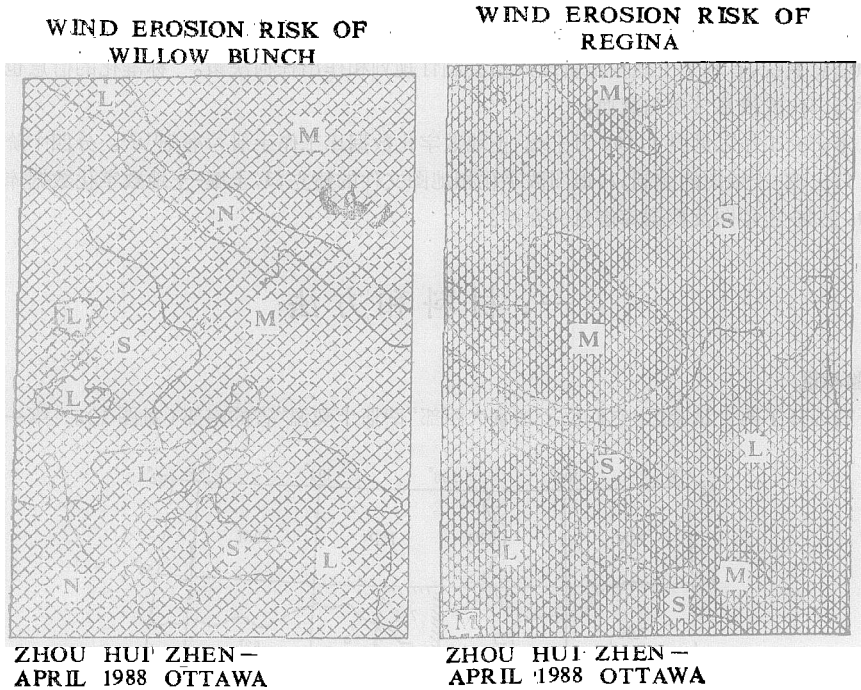 WIND EROSION RISK OF
WILLOW BUNCH
L
M
N
L
M
S
L
L
S
L
N
ZHOU HUI ZHEN—
APRIL 1988 OTTAWA
WIND EROSION RISK OF
REGINA
M
S
M
L
S
L
M
S
M
ZHOU HUI ZHEN—
APRIL 1988 OTTAWA